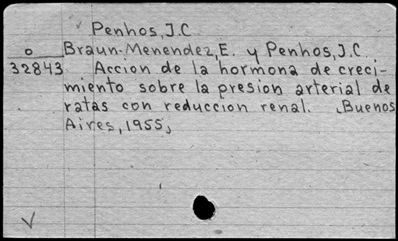 Penhos, J.C
o Braun-Menendez, E. y Penhos, J.C.
32843 Accion de la hormona de creci-
miento sobre la presion arterial de
ratas con reduccion renal. Buenos
Aires, 1955,